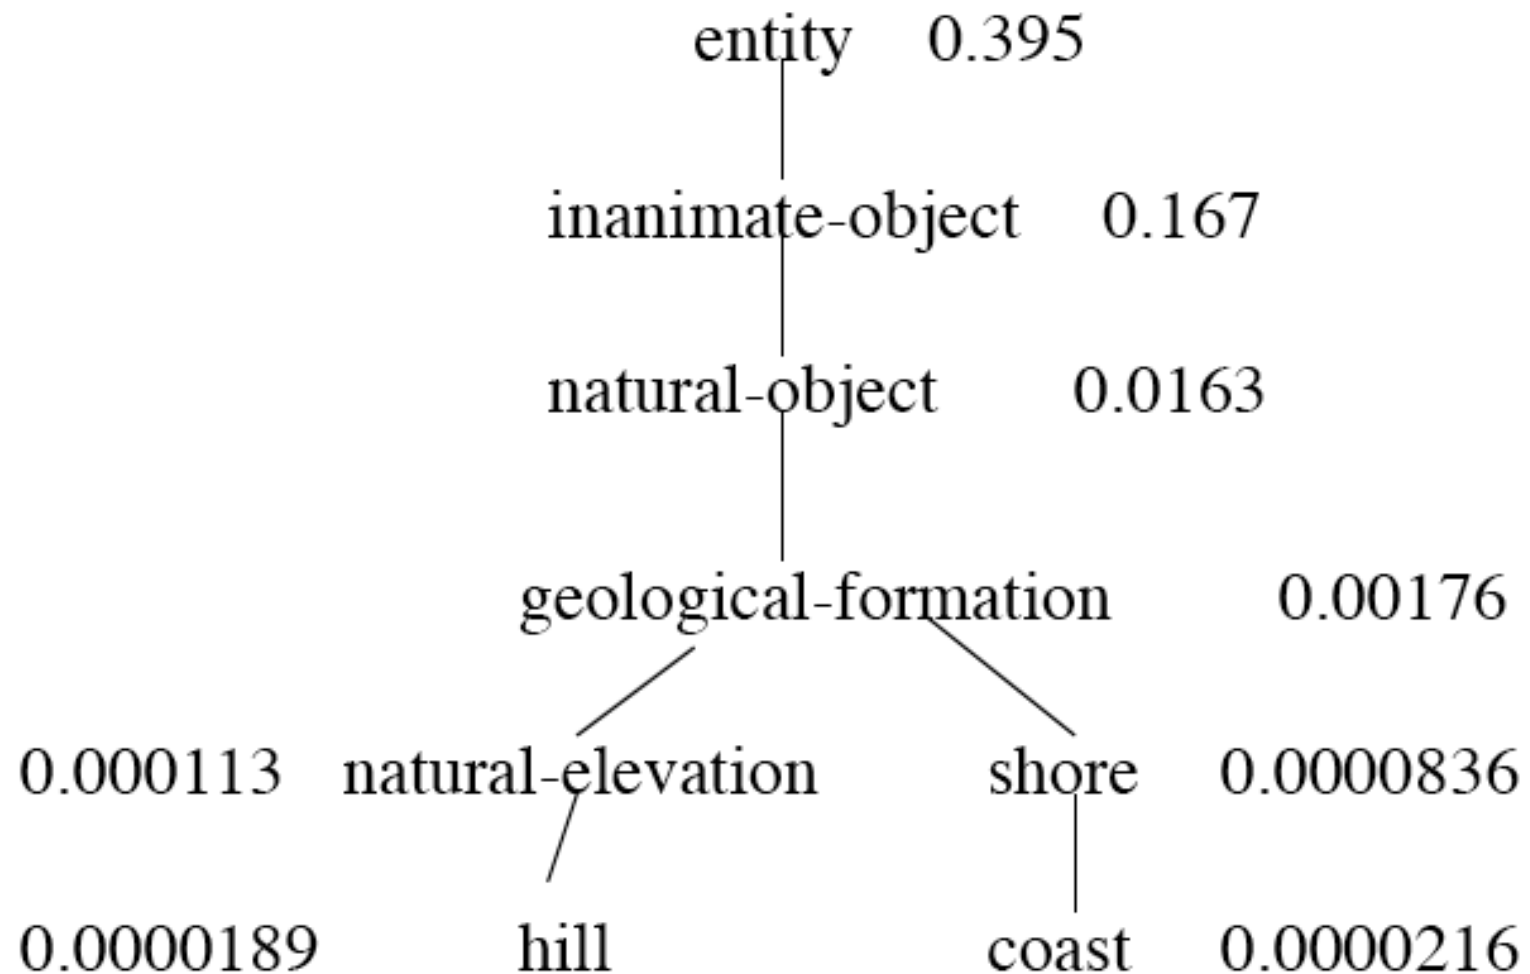 entity 0.395
inanimate-object 0.167
natural-object 0.0163
geological-formation 0.00176
0.000113 natural-elevation shore 0.0000836
0.0000189 hill coast 0.0000216